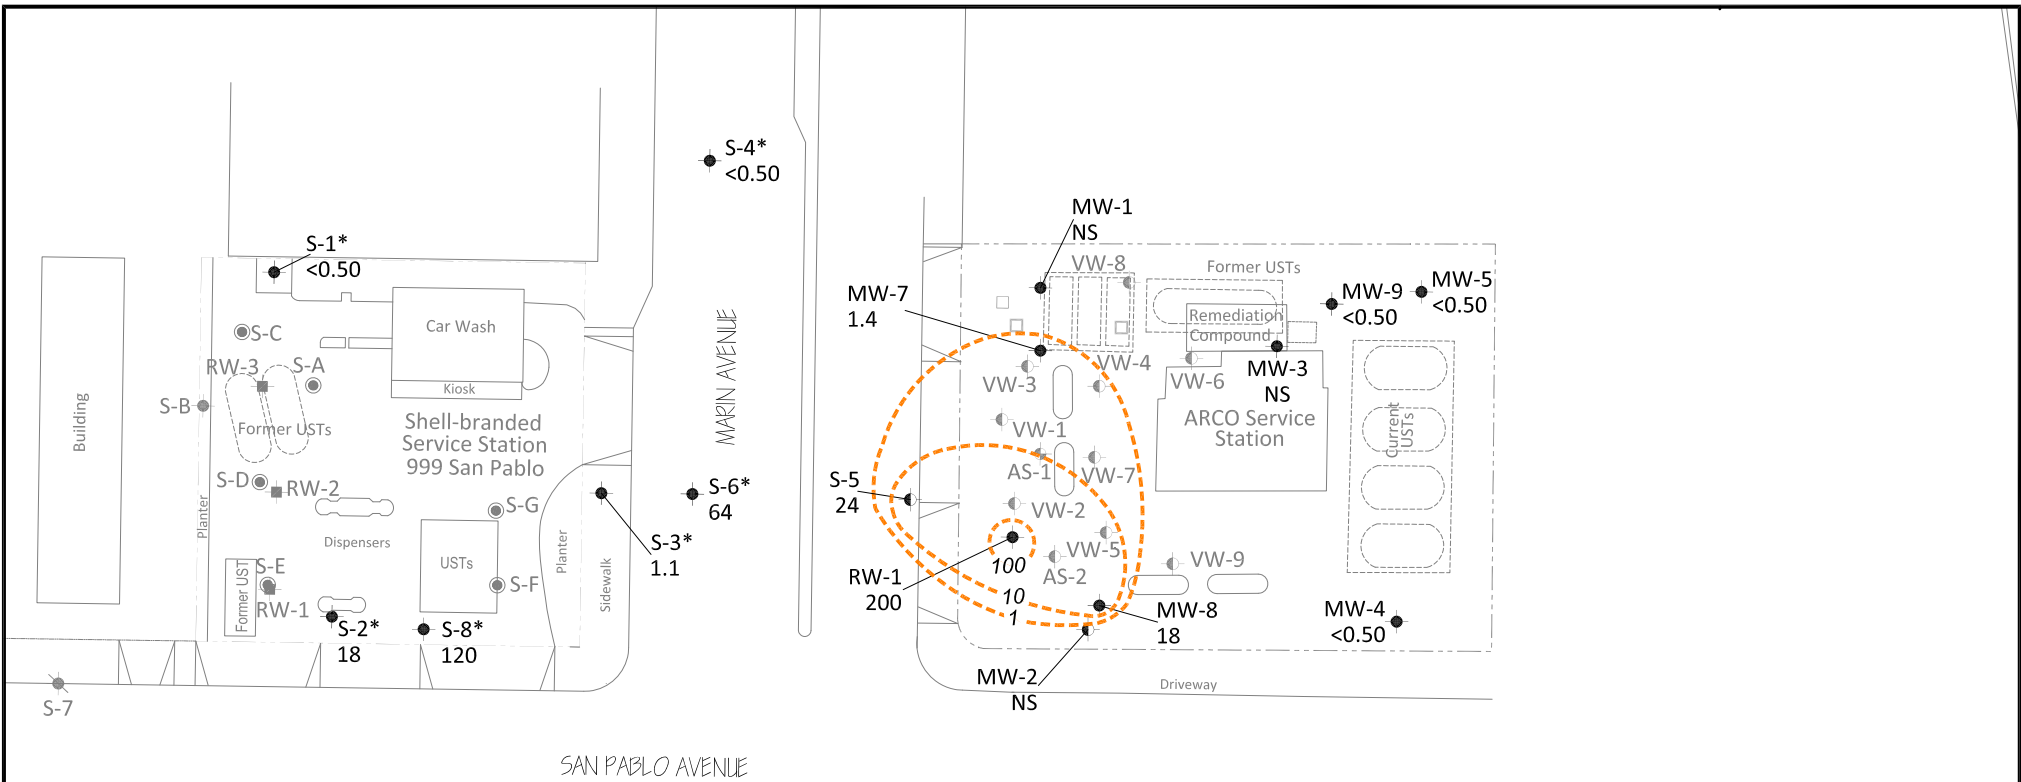 S-4*
<0.50
S-1*
<0.50
MW-1
NS
VW-8
Former USTs
MW-5
<0.50
MW-9
<0.50
MW-7
1.4
Remediation
Compound
S-C
Car Wash
Kiosk
RW-3
S-A
MARIN AVENUE
VW-3
VW-4
VW-6
MW-3
NS
S-B
Former USTs
Building
Shell-branded
Service Station
999 San Pablo
VW-1
ARCO Service
Station
Current
USTs
AS-1
VW-7
S-D
RW-2
S-G
S-6*
64
S-5
24
VW-2
Planter
Dispensers
USTs
Planter
S-3*
1.1
VW-5
VW-9
100
AS-2
RW-1
200
10
1
S-E
Former UST
RW-1
S-F
Sidewalk
MW-8
18
MW-4
<0.50
S-2*
18
S-8*
120
MW-2
NS
Driveway
S-7
SAN PABLO AVENUE